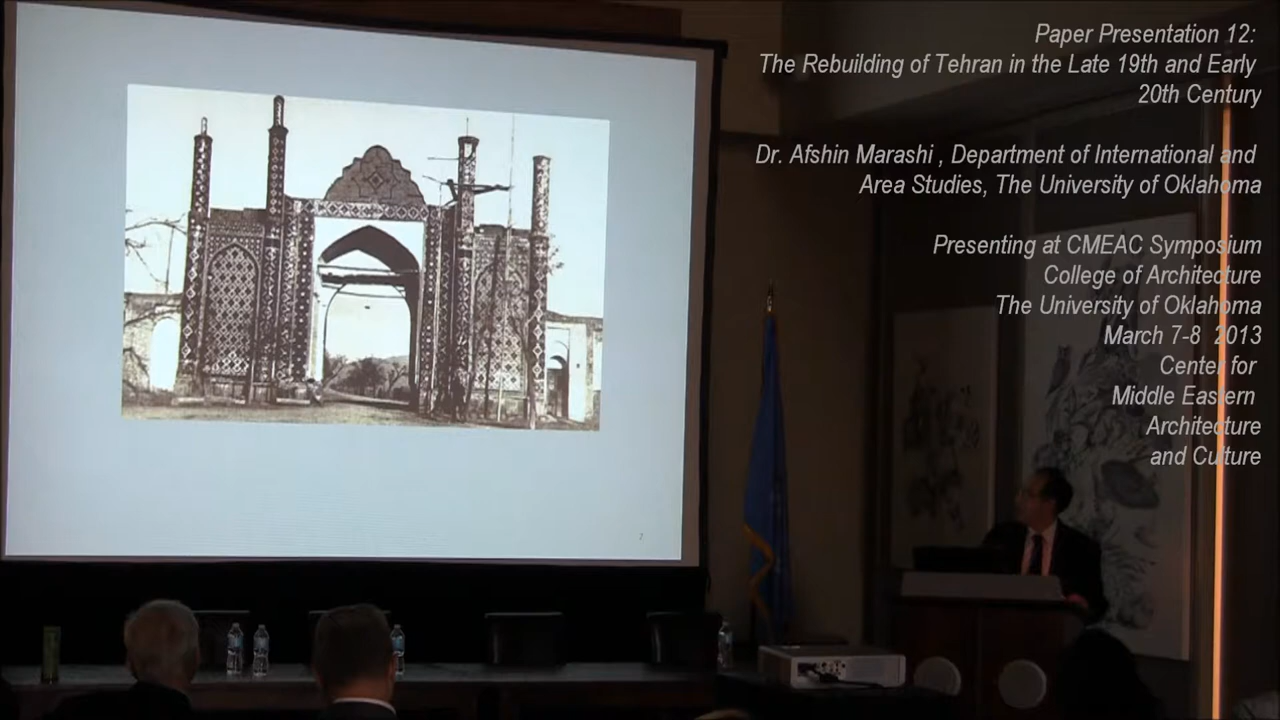 Paper Presentation 12:
The Rebuilding of Tehran in the Late 19th and Early
20th Century
Dr. Afshin Marashi , Department of International and
Area Studies, The University of Oklahoma
Presenting at CMEAC Symposium
College of Architecture
The University of Oklahoma
March 7-8 2013
Center for
Middle Eastern
Architecture
and Culture